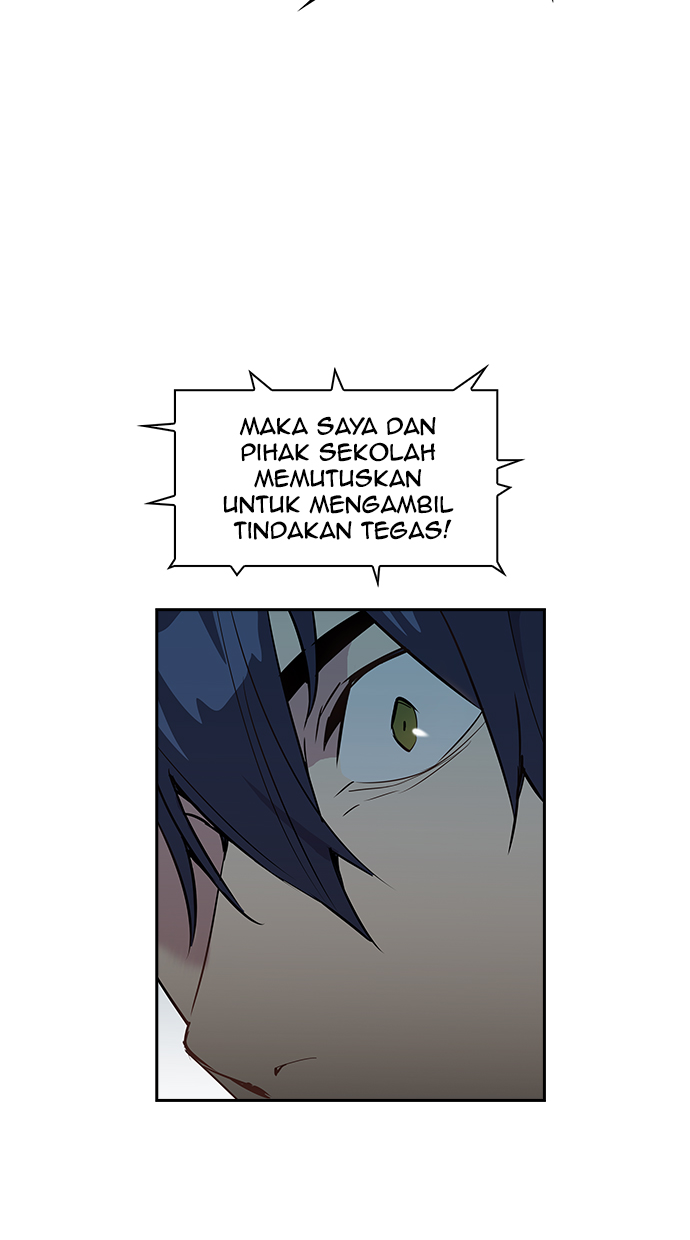 MAKA SAYA DAN
PIHAK SEKOLAH
MEMUTUSKAN
UNTUK MENGAMBIL
TINDAKAN TEGAS!